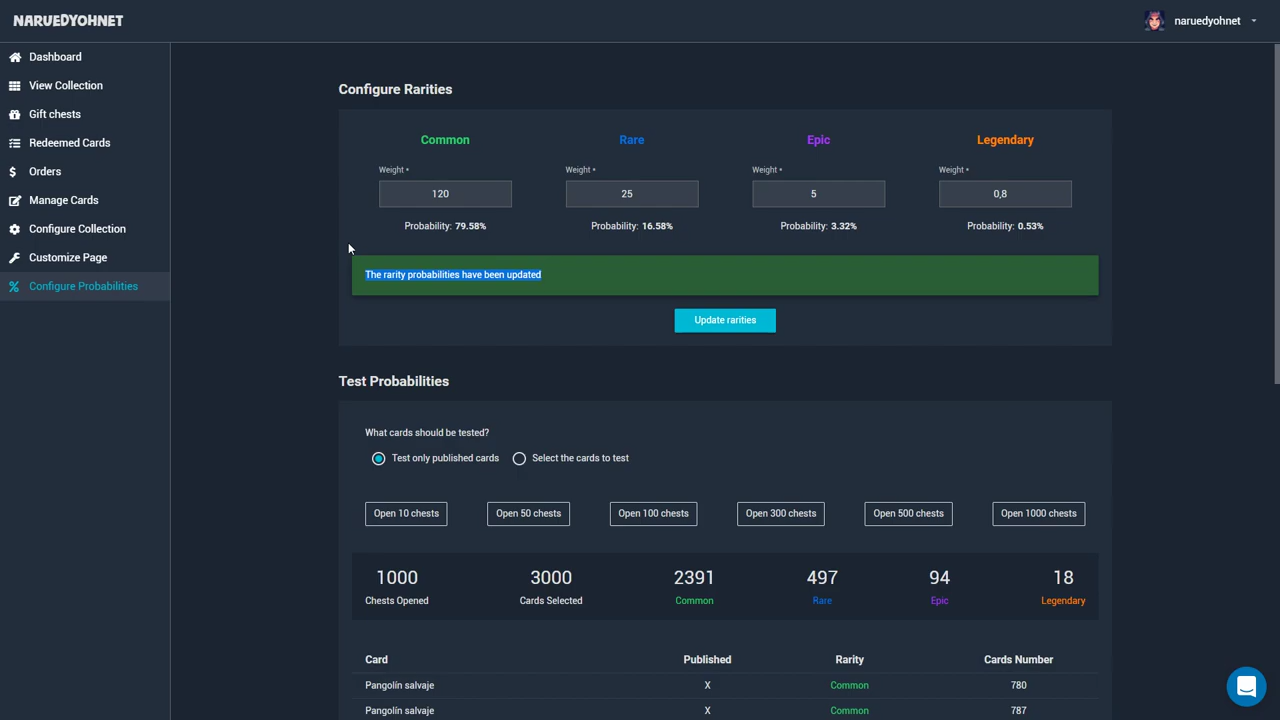 NARUEDYOHNET
naruedyohnet
Dashboard
View Collection
Gift chests
Redeemed Cards
Orders
Manage Cards
Configure Collection
Customize Page
Configure Probabilities
Configure Rarities
Common Rare Epic Legendary
Weight * Weight * Weight * Weight *
120 25 5 0,8
Probability: 79.58% Probability: 16.58% Probability: 3.32% Probability: 0.53%
The rarity probabilities have been updated
Update rarities
Test Probabilities
What cards should be tested?
Test only published cards Select the cards to test
Open 10 chests Open 50 chests Open 100 chests Open 300 chests Open 500 chests Open 1000 chests
1000 3000 2391 497 94 18
Chests Opened Cards Selected Common Rare Epic Legendary
Card Published Rarity Cards Number
Pangolín salvaje X Common 780
Pangolín salvaje X Common 787